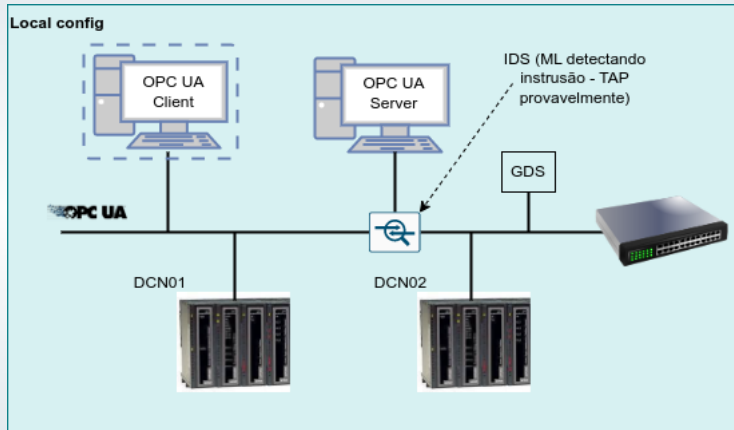 Local config
OPC UA
Client
OPC UA
Server
IDS (ML detectando
instrusão - TAP
provavelmente)
GDS
OPC UA
DCN01
DCN02